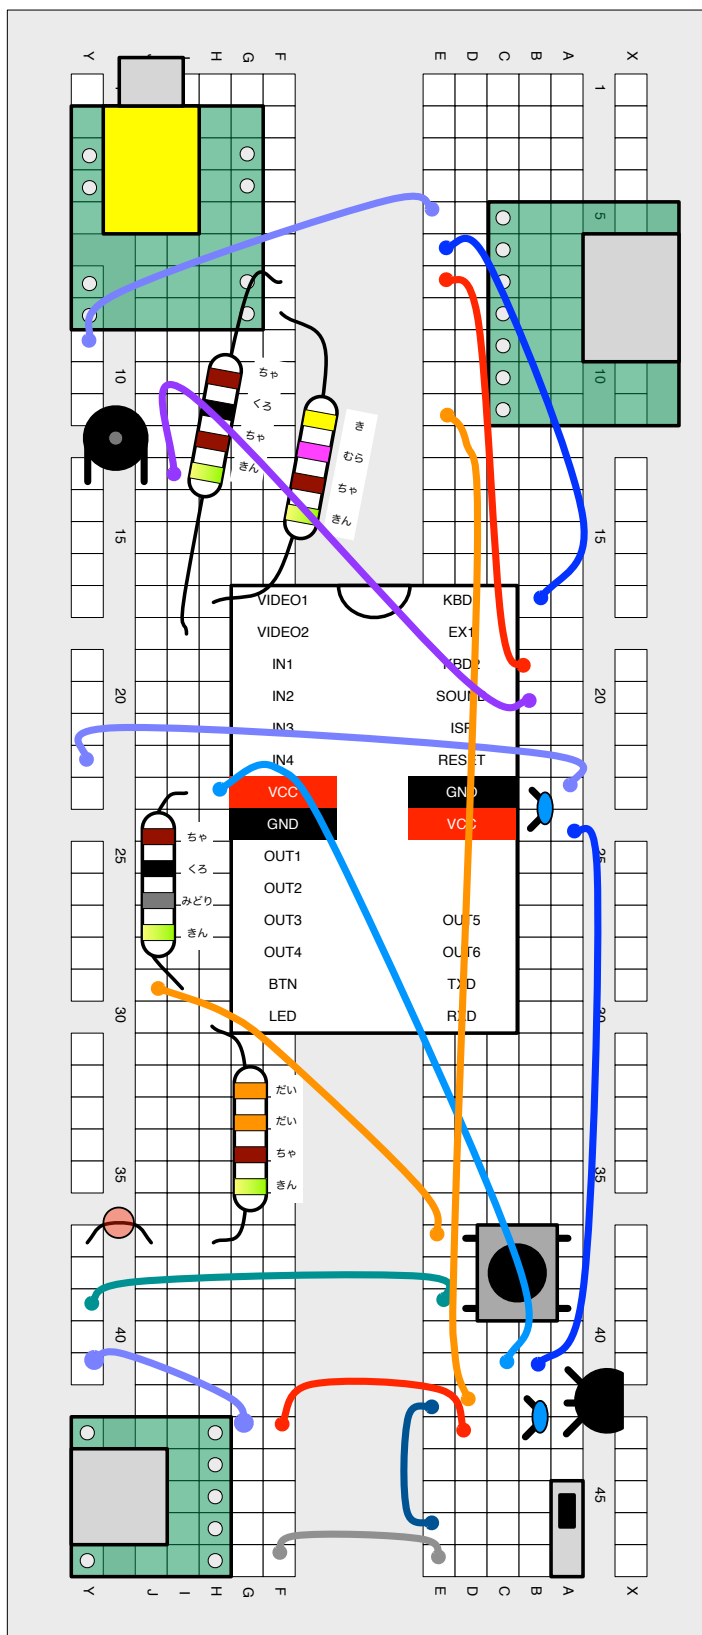 Y J I H G F E D C B A X
1
5
10
10
ちゃ
くろ
ちゃ
きん
き
むら
ちゃ
きん
15
15
VIDEO1 KBD1
VIDEO2 EX1
IN1 KBD2
IN2 SOUND
20
20
IN3 ISP
IN4 RESET
VCC GND
GND VCC
ちゃ
くろ
みどり
きん
25
25
OUT1
OUT2
OUT3 OUT5
OUT4 OUT6
BTN TXD
LED RXD
30
30
だい
だい
ちゃ
きん
35
35
40
40
45
Y J I H G F E D C B A X